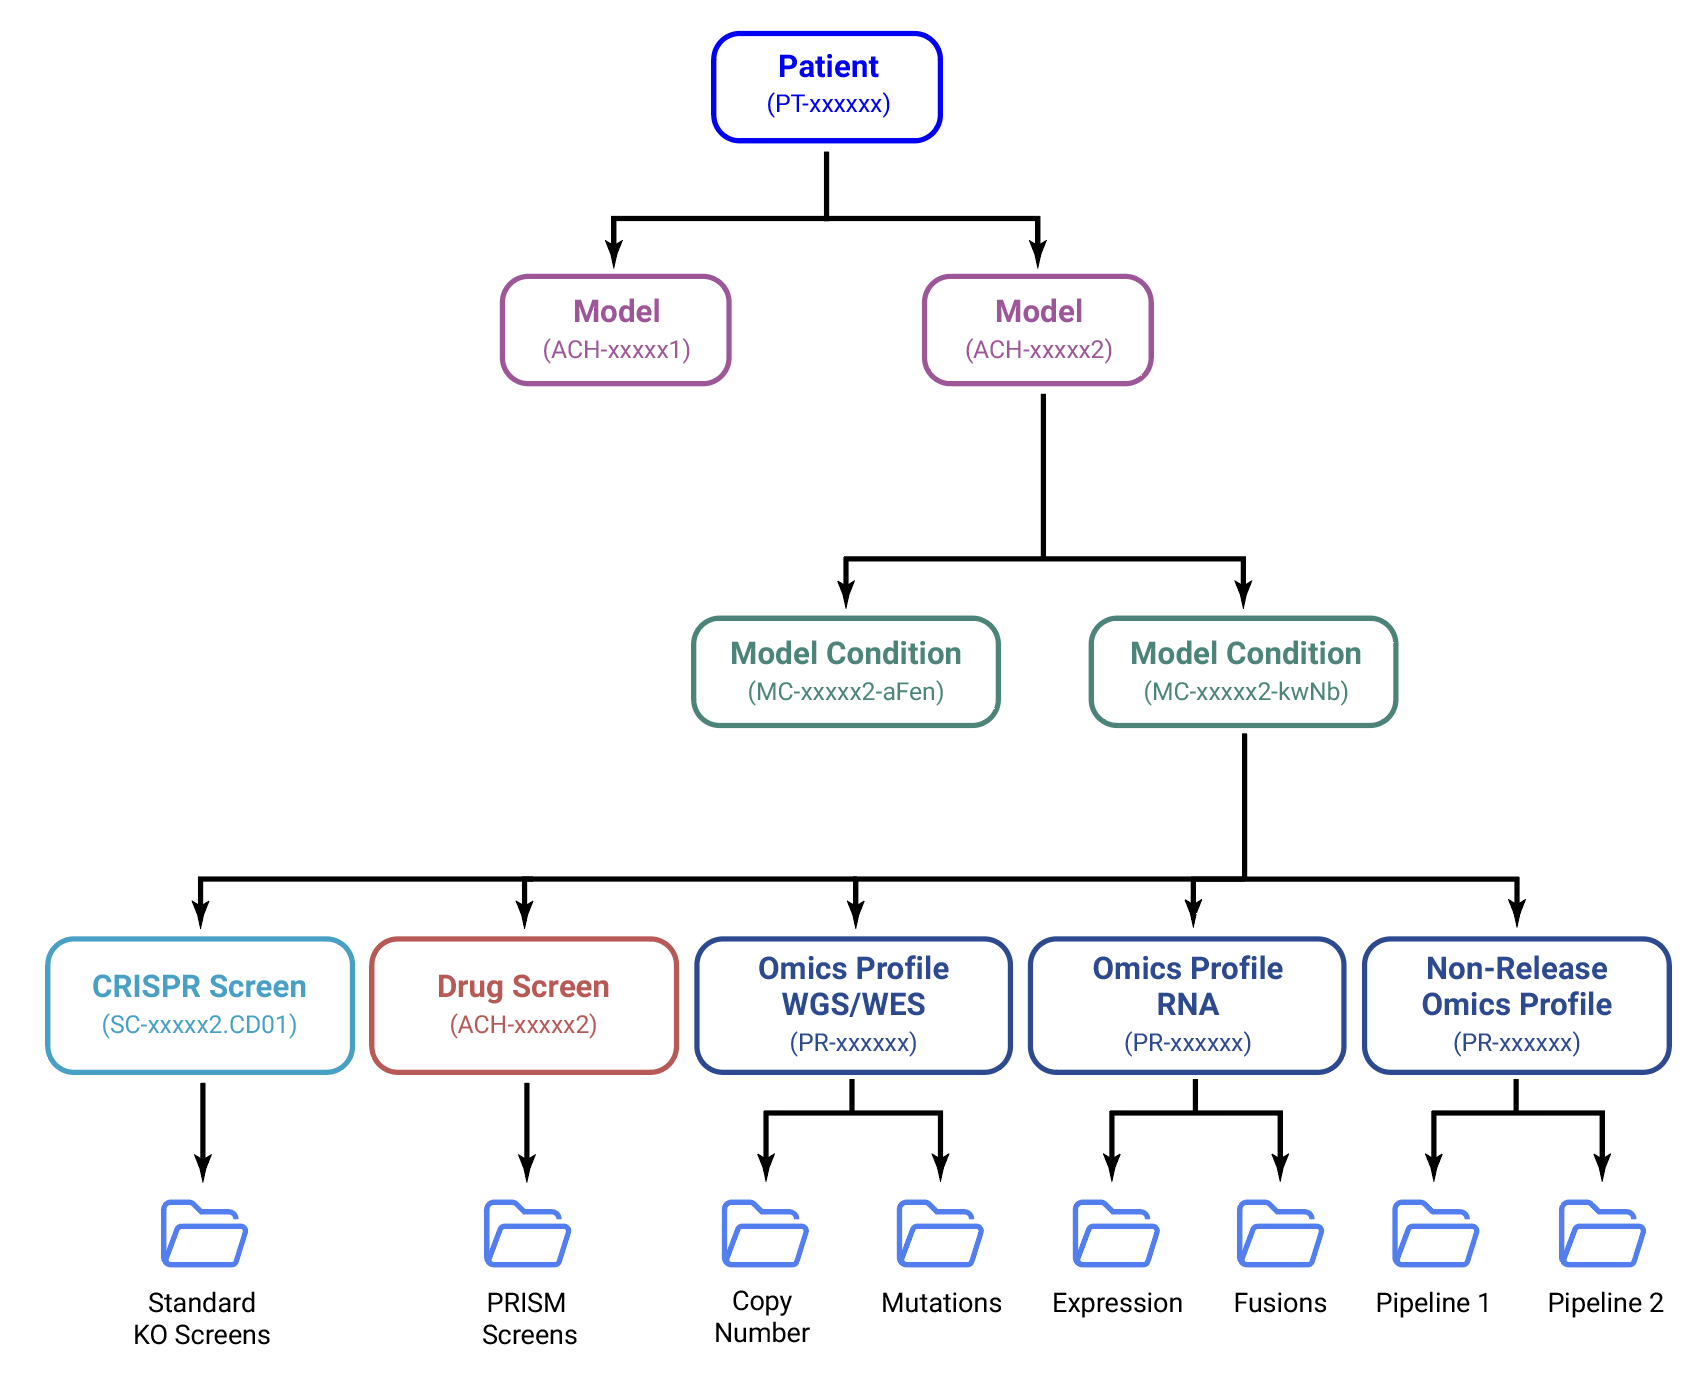 Patient
(PT-xxxxxx)
Model
(ACH-xxxxx1)
Model
(ACH-xxxxx2)
Model Condition
(MC-xxxxx2-aFen)
Model Condition
(MC-xxxxx2-kwNb)
CRISPR Screen
(SC-xxxxx2.CD01)
Drug Screen
(ACH-xxxxx2)
Omics Profile
WGS/WES
(PR-xxxxxx)
Omics Profile
RNA
(PR-xxxxxx)
Non-Release
Omics Profile
(PR-xxxxxx)
Standard
KO Screens
PRISM
Screens
Copy
Number
Mutations
Expression
Fusions
Pipeline 1
Pipeline 2